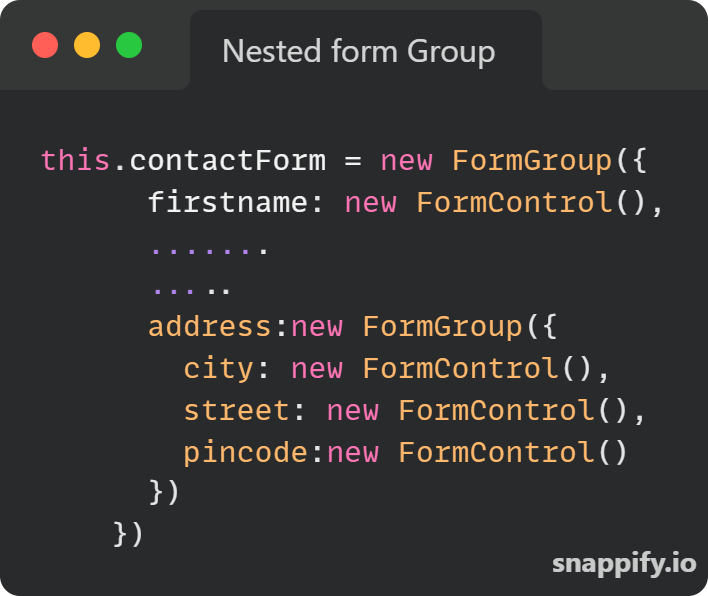 Nested form Group
this.contactForm = new FormGroup({
firstname: new FormControl(),
.......
.....
address:new FormGroup({
city: new FormControl(),
street: new FormControl(),
pincode:new FormControl()
})
})
snappify.io